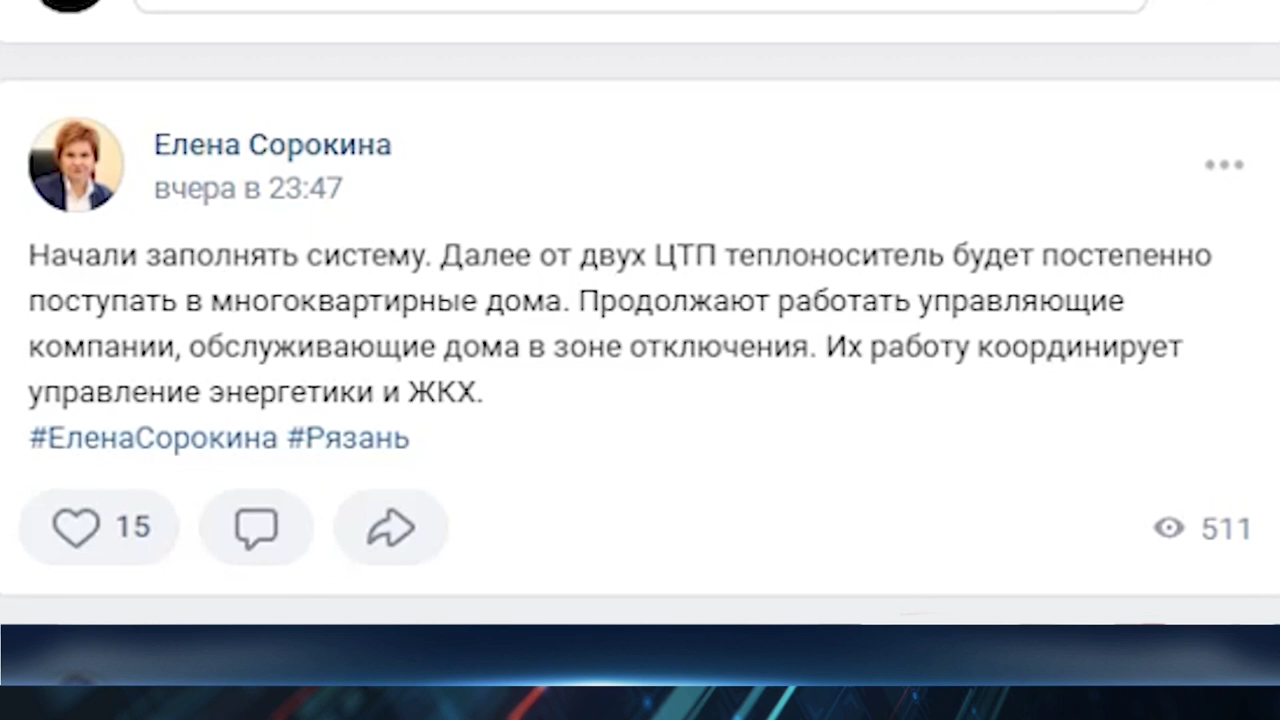 Елена Сорокина
вчера в 23:47
Начали заполнять систему. Далее от двух ЦТП теплоноситель будет постепенно
поступать в многоквартирные дома. Продолжают работать управляющие
компании, обслуживающие дома в зоне отключения. Их работу координирует
управление энергетики и ЖКХ.
#ЕленаСорокина #Рязань
15
511